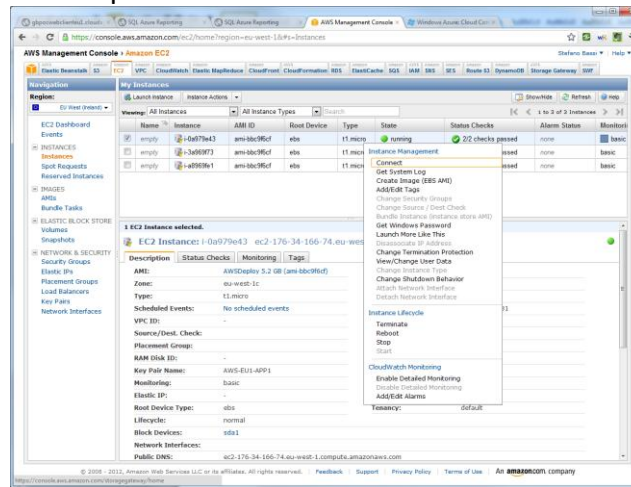 SQL Azure Reporting
SQL Azure Reporting
AWS Management Console
Windows Azure: Cloud Com
https://console.aws.amazon.com/ec2/home?region=eu-west-1&#s=Instances
AWS Management Console › Amazon EC2
Stefano
Help
Elastic Beanstalk S3 EC2 VPC CloudWatch Elastic MapReduce CloudFront CloudFormation RDS ElastiCache SQS IAM SNS SES Route 53 DynamoDB Storage Gateway SWF
Navigation
Region:
EU West (Ireland)
EC2 Dashboard
Events
INSTANCES
Instances
Spot Requests
Reserved Instances
IMAGES
AMIs
Bundle Tasks
ELASTIC BLOCK STORE
Volumes
Snapshots
NETWORK & SECURITY
Security Groups
Elastic IPs
Placement Groups
Load Balancers
Key Pairs
Network Interfaces
My Instances
Launch Instance Instance Actions
Show/Hide Refresh Help
Viewing: All Instances All Instance Types Search
1 to 3 of 3 Instances
Name Instance AMI ID Root Device Type State Status Checks Alarm Status Monitori
empty i-0a979e43 ami-bbc9f6cf ebs t1.micro running 2/2 checks passed none basic
empty i-3a969f73 ami-bbc9f6cf ebs t1.micro none basic
empty i-a8969fe1 ami-bbc9f6cf ebs t1.micro none basic
Instance Management
Connect
Get System Log
Create Image (EBS AMI)
Add/Edit Tags
Change Security Groups
Change Source / Dest Check
Bundle Instance (instance store AMI)
Get Windows Password
Launch More Like This
Disassociate IP Address
Change Termination Protection
View/Change User Data
Change Instance Type
Change Shutdown Behavior
Attach Network Interface
Detach Network Interface
Instance Lifecycle
Terminate
Reboot
Stop
Start
CloudWatch Monitoring
Enable Detailed Monitoring
Disable Detailed Monitoring
Add/Edit Alarms
1 EC2 Instance selected.
EC2 Instance: i-0a979e43 ec2-176-34-166-74.eu-wes
Description Status Checks Monitoring Tags
AMI: AWSDeploy 5.2 GB (ami-bbc9f6cf)
Zone: eu-west-1c
Type: t1.micro
Scheduled Events: No scheduled events
VPC ID: -
Source/Dest. Check:
Placement Group:
RAM Disk ID: -
Key Pair Name: AWS-EU1-APP1
Monitoring: basic
Elastic IP: -
Root Device Type: ebs Tenancy: default
Lifecycle: normal
Block Devices: sda1
Network Interfaces:
Public DNS: ec2-176-34-166-74.eu-west-1.compute.amazonaws.com
© 2008 - 2012, Amazon Web Services LLC or its affiliates. All rights reserved. Feedback Support Privacy Policy Terms of Use An amazon.com company
https://console.aws.amazon.com/storagegateway/home